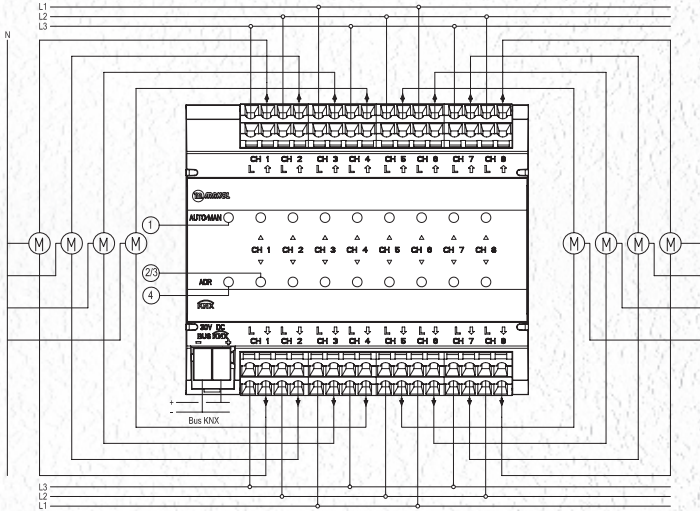 L1
L2
L3
N
CH 1 CH 2 CH 3 CH 4 CH 5 CH 6 CH 7 CH 8
L L L L L L L L
AUTO-MAN
1
M M M M
CH 1 CH 2 CH 3 CH 4 CH 5 CH 6 CH 7 CH 8
M M M M
2/3
ADR
4
KNX
30V DC
BUS KNX
- +
L L L L L L L L
CH 1 CH 2 CH 3 CH 4 CH 5 CH 6 CH 7 CH 8
+
-
Bus KNX
L3
L2
L1